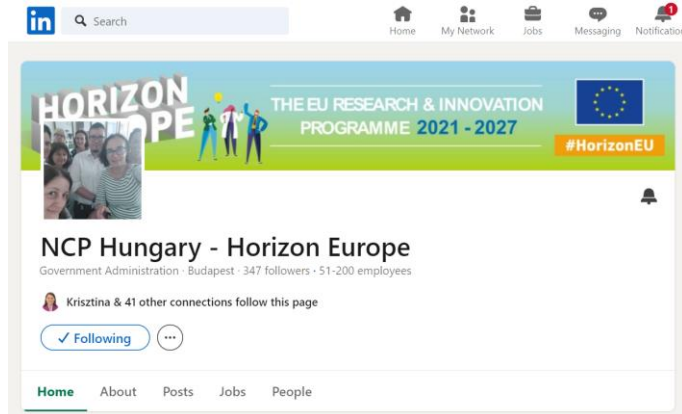 in
Search
Home
My Network
Jobs
Messaging
1
Notificatio
HORIZON
OPE
THE EU RESEARCH & INNOVATION
PROGRAMME 2021 - 2027
#HorizonEU
NCP Hungary - Horizon Europe
Government Administration · Budapest · 347 followers · 51-200 employees
Krisztina & 41 other connections follow this page
✓ Following
Home About Posts Jobs People